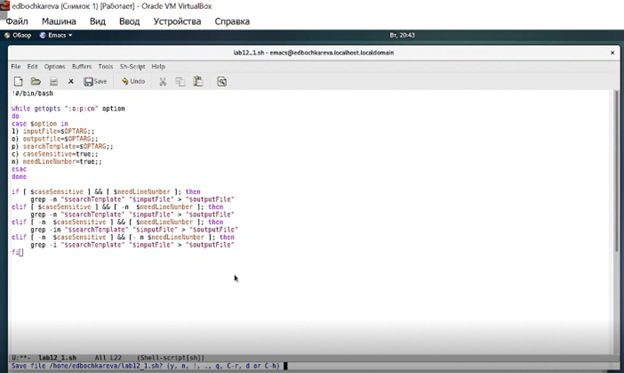 edbochkareva (Снимок 1) [Работает] - Oracle VM VirtualBox
Файл Машина Вид Ввод Устройства Справка
Обзор Emacs Вт, 20:43
lab12_1.sh - emacs@edbochkareva.localhost.localdomain
File Edit Options Buffers Tools Sh-Script Help
Save Undo
!#/bin/bash
while getopts ":o:p:cn" option
do
case $option in
1) inputFile=$OPTARG;;
o) outputfile=$OPTARG;;
p) searchTemplate=$OPTARG;;
c) caseSensitive=true;;
n) needLineNumber=true;;
esac
done
if [ $caseSensitive ] && [ $needLineNunber ]; then
grep -n "$searchTemplate" "$inputFile" > "$outputFile"
elif [ $caseSensitive ] && [ -n $needLineNumber ]; then
grep -n "$searchTemplate" "$inputFile" > "$outputFile"
elif [ -n $caseSensitive ] && [ $needLineNumber ]; then
grep -in "$searchTemplate" "$inputFile" > "$outputFile"
elif [ -n $caseSensitive ] && [- n $needLineNumber ]; then
grep -i "$searchTemplate" "$inputFile" > "$outputFile"
fi
U:**- lab12_1.sh All L22 (Shell-script[sh])
Save file /home/edbochkareva/lab12_1.sh? (y, n, !, ., q, C-r, d or C-h)